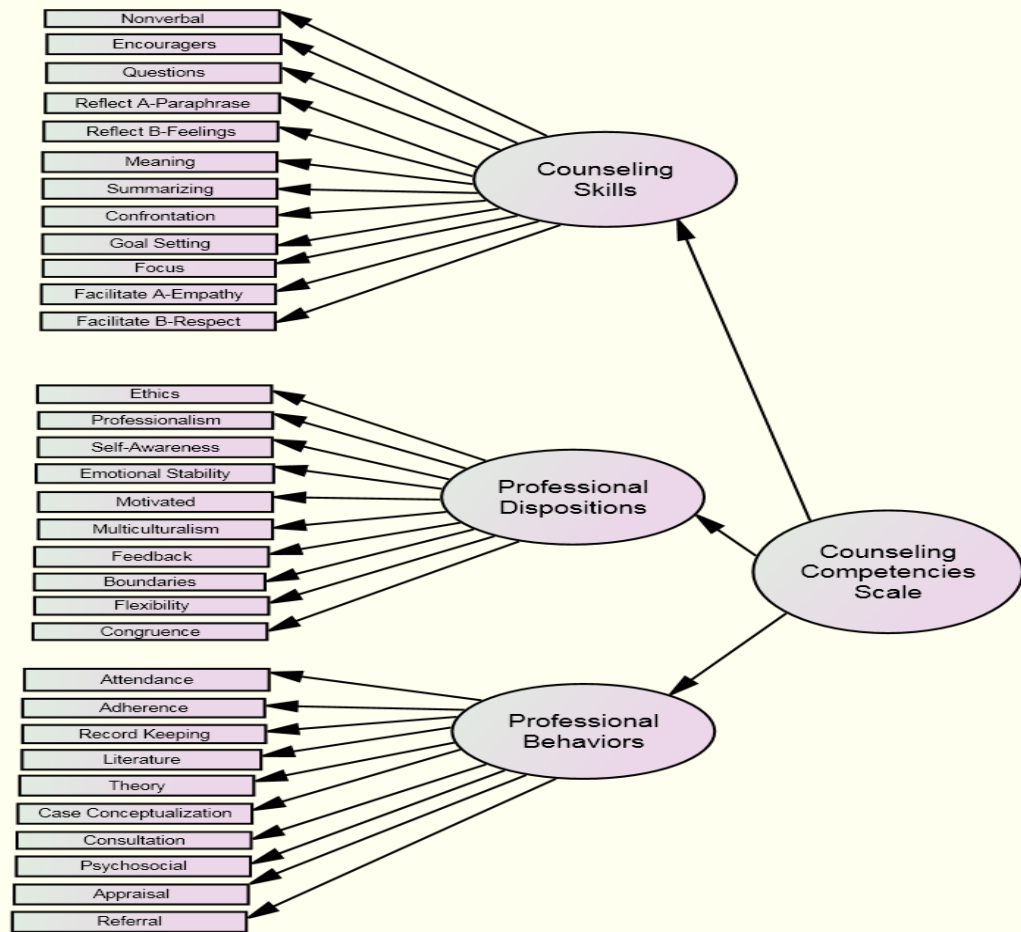 Nonverbal
Encouragers
Questions
Reflect A-Paraphrase
Reflect B-Feelings
Meaning
Summarizing
Confrontation
Goal Setting
Focus
Facilitate A-Empathy
Facilitate B-Respect
Counseling
Skills
Ethics
Professionalism
Self-Awareness
Emotional Stability
Motivated
Multiculturalism
Feedback
Boundaries
Flexibility
Congruence
Professional
Dispositions
Counseling
Competencies
Scale
Attendance
Adherence
Record Keeping
Literature
Theory
Case Conceptualization
Consultation
Psychosocial
Appraisal
Referral
Professional
Behaviors